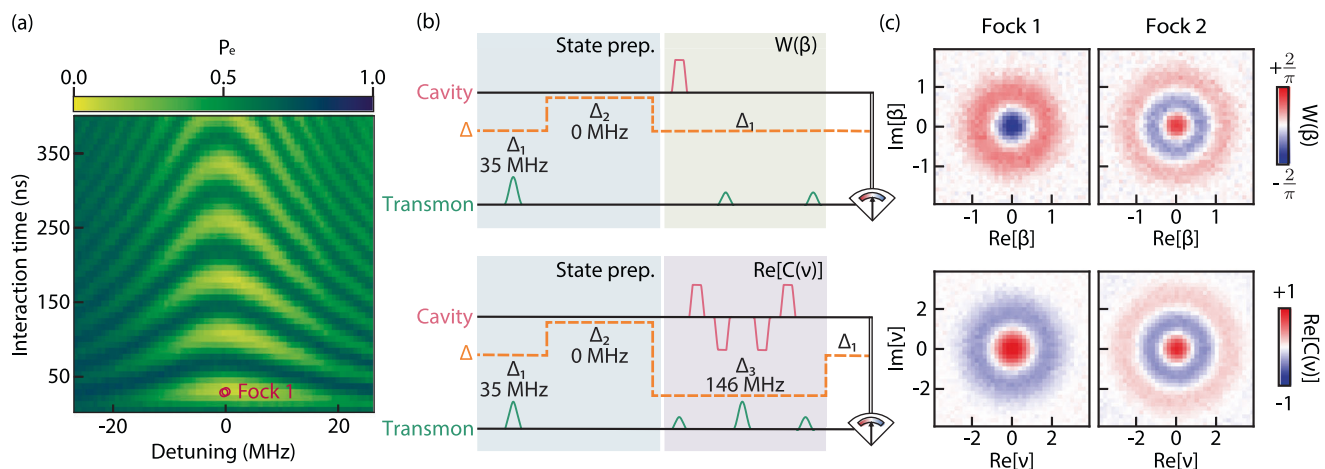 (a)
P_e
0.0 0.5 1.0
Interaction time (ns)
350
250
150
50
Fock 1
-20 0 20
Detuning (MHz)
(b)
State prep. W(β)
Cavity
Δ
Δ₂
0 MHz
Δ₁
Δ₁
35 MHz
Transmon
State prep. Re[C(ν)]
Cavity
Δ
Δ₂
0 MHz
Δ₁
Δ₁
35 MHz
Δ₃
146 MHz
Transmon
(c)
Fock 1 Fock 2
Im[β]
1
0
-1
-1 0 1
Re[β]
-1 0 1
Re[β]
+2/π
W(β)
-2/π
Im[ν]
2
0
-2
-2 0 2
Re[ν]
-2 0 2
Re[ν]
+1
Re[C(ν)]
-1